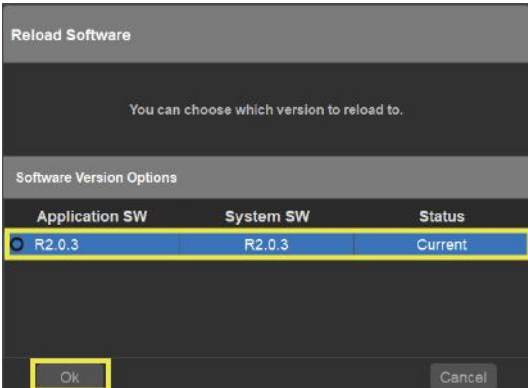 Reload Software
You can choose which version to reload to.
Software Version Options
Application SW System SW Status
R2.0.3 R2.0.3 Current
Ok Cancel